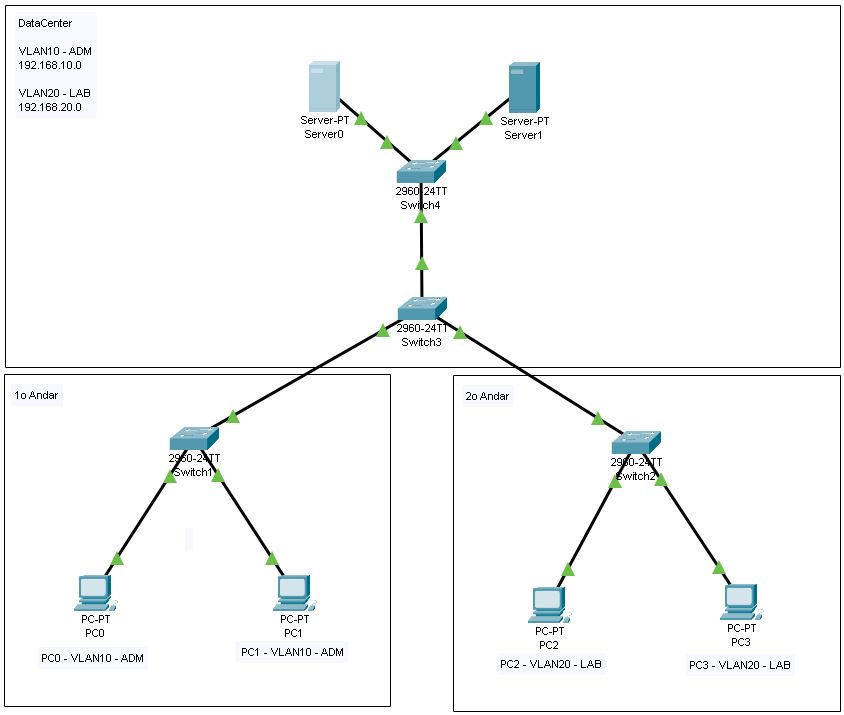 DataCenter
VLAN10 - ADM
192.168.10.0
VLAN20 - LAB
192.168.20.0
Server-PT
Server0
Server-PT
Server1
2960-24TT
Switch4
2960-24TT
Switch3
1o Andar
2960-24TT
Switch1
PC-PT
PC0
PC-PT
PC1
PC0 - VLAN10 - ADM
PC1 - VLAN10 - ADM
2o Andar
2960-24TT
Switch2
PC-PT
PC2
PC-PT
PC3
PC2 - VLAN20 - LAB
PC3 - VLAN20 - LAB